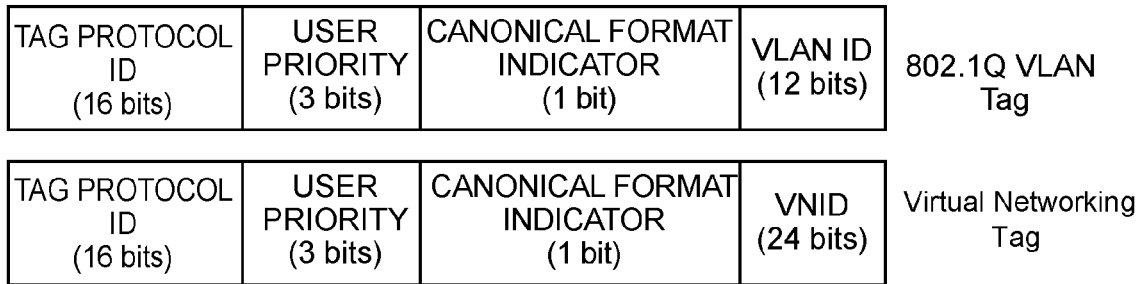 TAG PROTOCOL
ID
(16 bits)
USER
PRIORITY
(3 bits)
CANONICAL FORMAT
INDICATOR
(1 bit)
VLAN ID
(12 bits)
802.1Q VLAN
Tag
TAG PROTOCOL
ID
(16 bits)
USER
PRIORITY
(3 bits)
CANONICAL FORMAT
INDICATOR
(1 bit)
VNID
(24 bits)
Virtual Networking
Tag